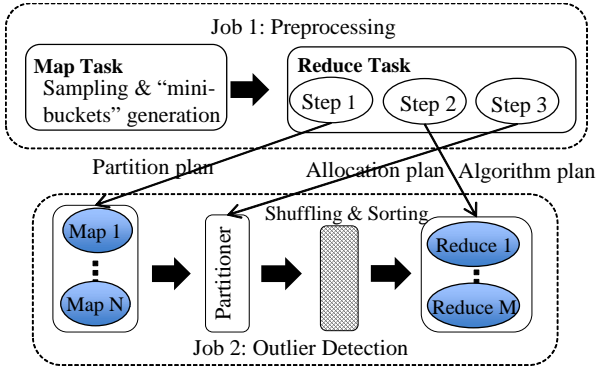 Job 1: Preprocessing
Map Task
Sampling & “mini-
buckets” generation
Reduce Task
Step 1
Step 2
Step 3
Partition plan
Allocation plan
Algorithm plan
Shuffling & Sorting
Map 1
Map N
Partitioner
Reduce 1
Reduce M
Job 2: Outlier Detection